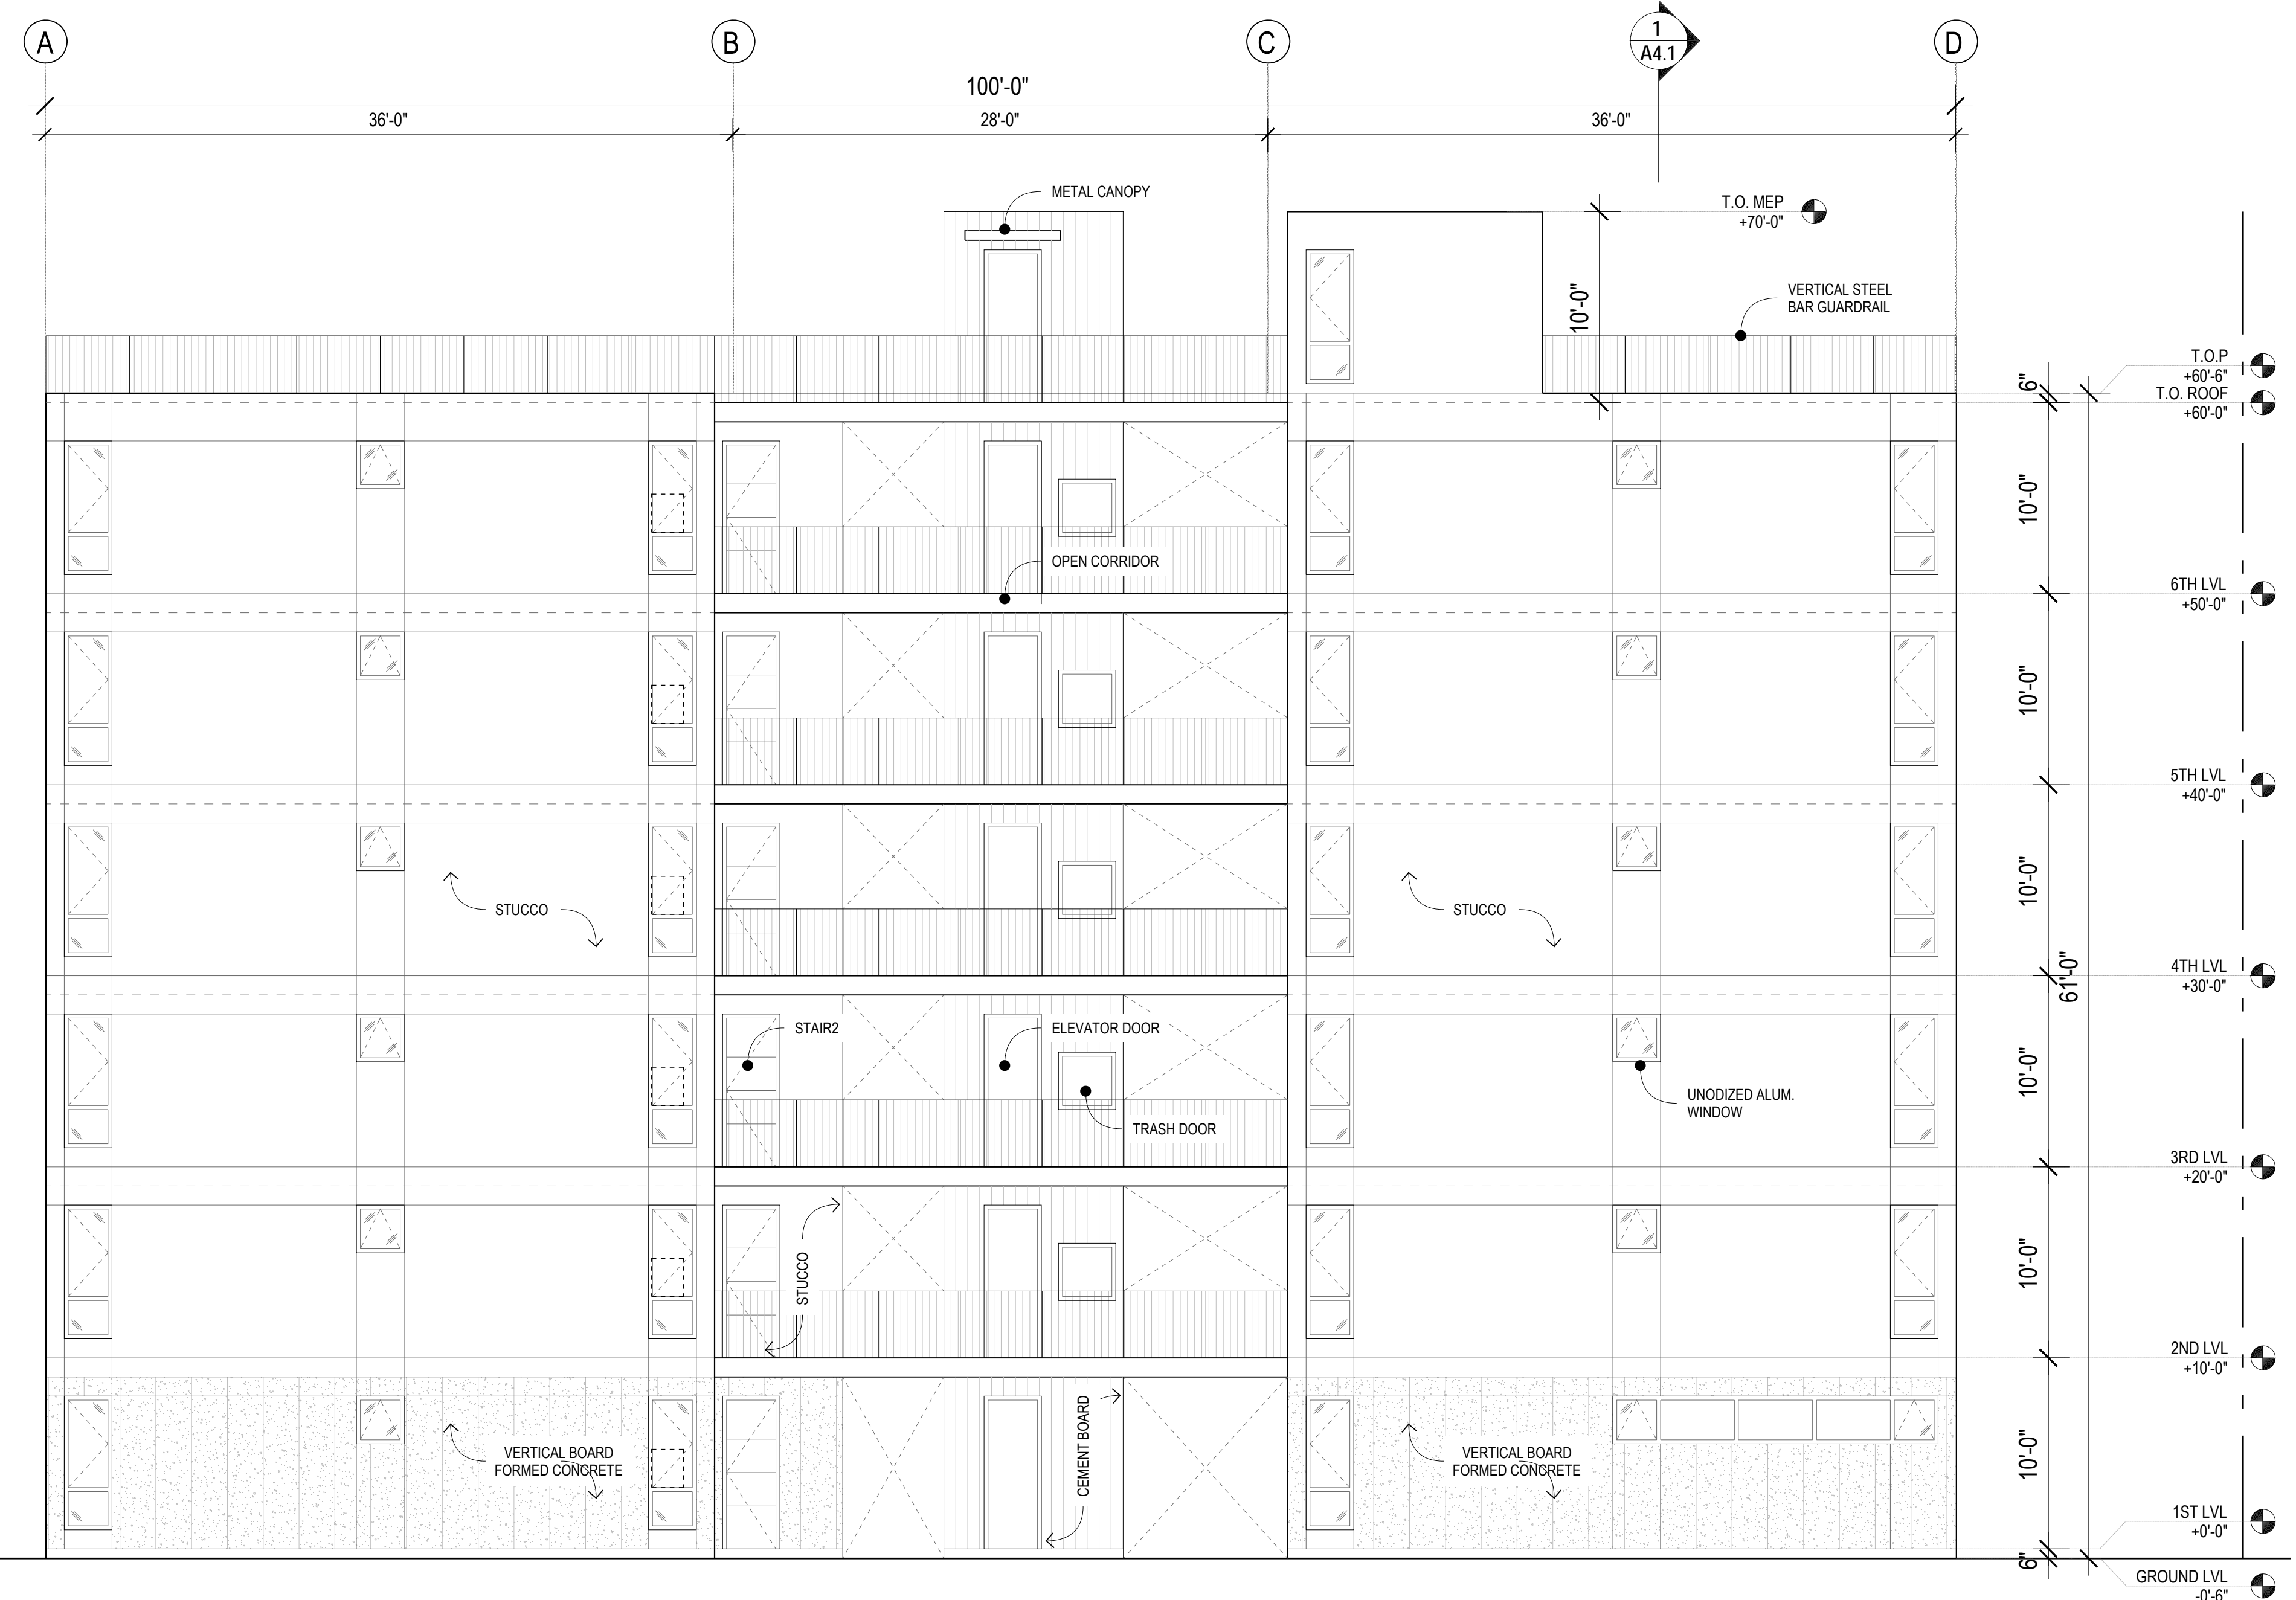 A
B
C
1
A4.1
D
100'-0"
36'-0"
28'-0"
36'-0"
METAL CANOPY
T.O. MEP
+70'-0"
10'-0"
VERTICAL STEEL
BAR GUARDRAIL
T.O.P
+60'-6"
6"
T.O. ROOF
+60'-0"
10'-0"
OPEN CORRIDOR
6TH LVL
+50'-0"
10'-0"
5TH LVL
+40'-0"
10'-0"
STUCCO
STUCCO
4TH LVL
+30'-0"
61'-0"
STAIR2
ELEVATOR DOOR
10'-0"
UNODIZED ALUM.
WINDOW
TRASH DOOR
3RD LVL
+20'-0"
STUCCO
10'-0"
2ND LVL
+10'-0"
CEMENT BOARD
VERTICAL BOARD
FORMED CONCRETE
VERTICAL BOARD
FORMED CONCRETE
10'-0"
1ST LVL
+0'-0"
6"
GROUND LVL
-0'-6"